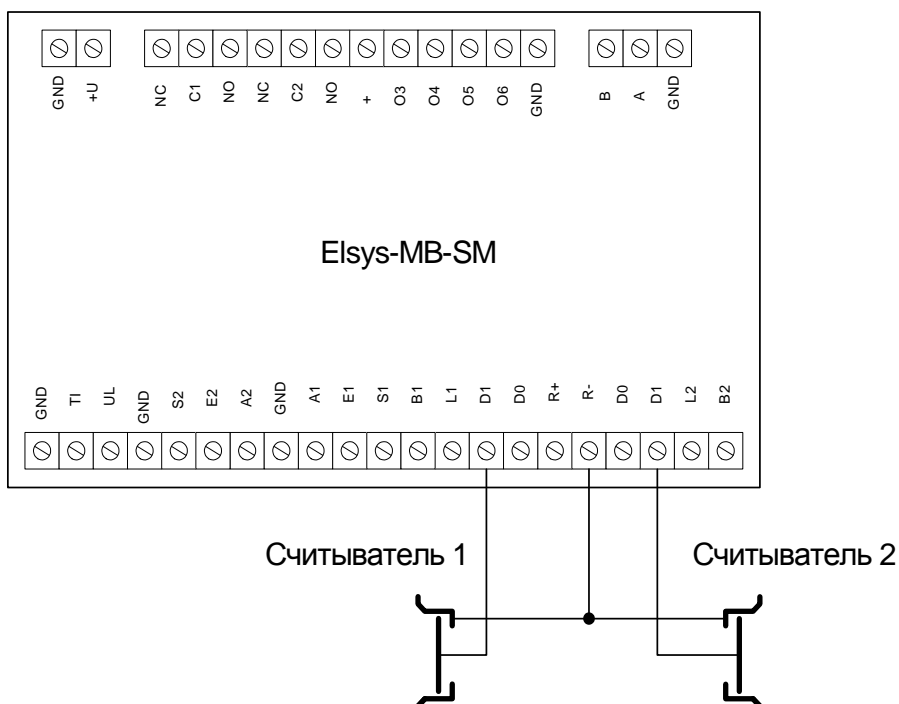 GND +U NC C1 NO NC C2 NO + O3 O4 O5 O6 GND B A GND
Elsys-MB-SM
GND TI UL GND S2 E2 A2 GND A1 E1 S1 B1 L1 D1 D0 R+ R- D0 D1 L2 B2
Считыватель 1 Считыватель 2